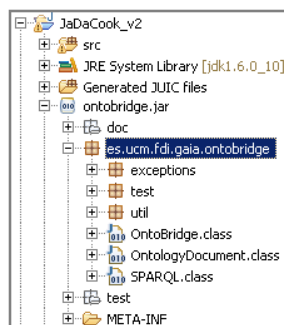 JaDaCook_v2
src
JRE System Library [jdk1.6.0_10]
Generated JUIC files
ontobridge.jar
doc
es.ucm.fdi.gaia.ontobridge
exceptions
test
util
OntoBridge.class
OntologyDocument.class
SPARQL.class
test
META-INF